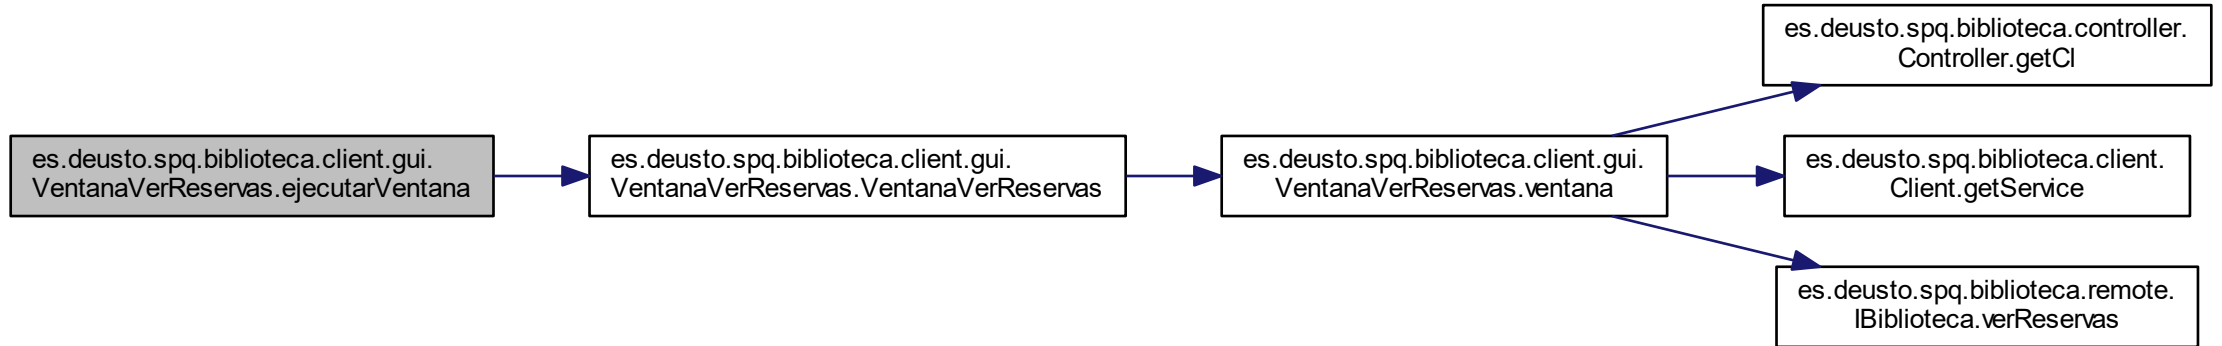 es.deusto.spq.biblioteca.client.gui.
VentanaVerReservas.ejecutarVentana
es.deusto.spq.biblioteca.client.gui.
VentanaVerReservas.VentanaVerReservas
es.deusto.spq.biblioteca.client.gui.
VentanaVerReservas.ventana
es.deusto.spq.biblioteca.controller.
Controller.getCl
es.deusto.spq.biblioteca.client.
Client.getService
es.deusto.spq.biblioteca.remote.
IBiblioteca.verReservas